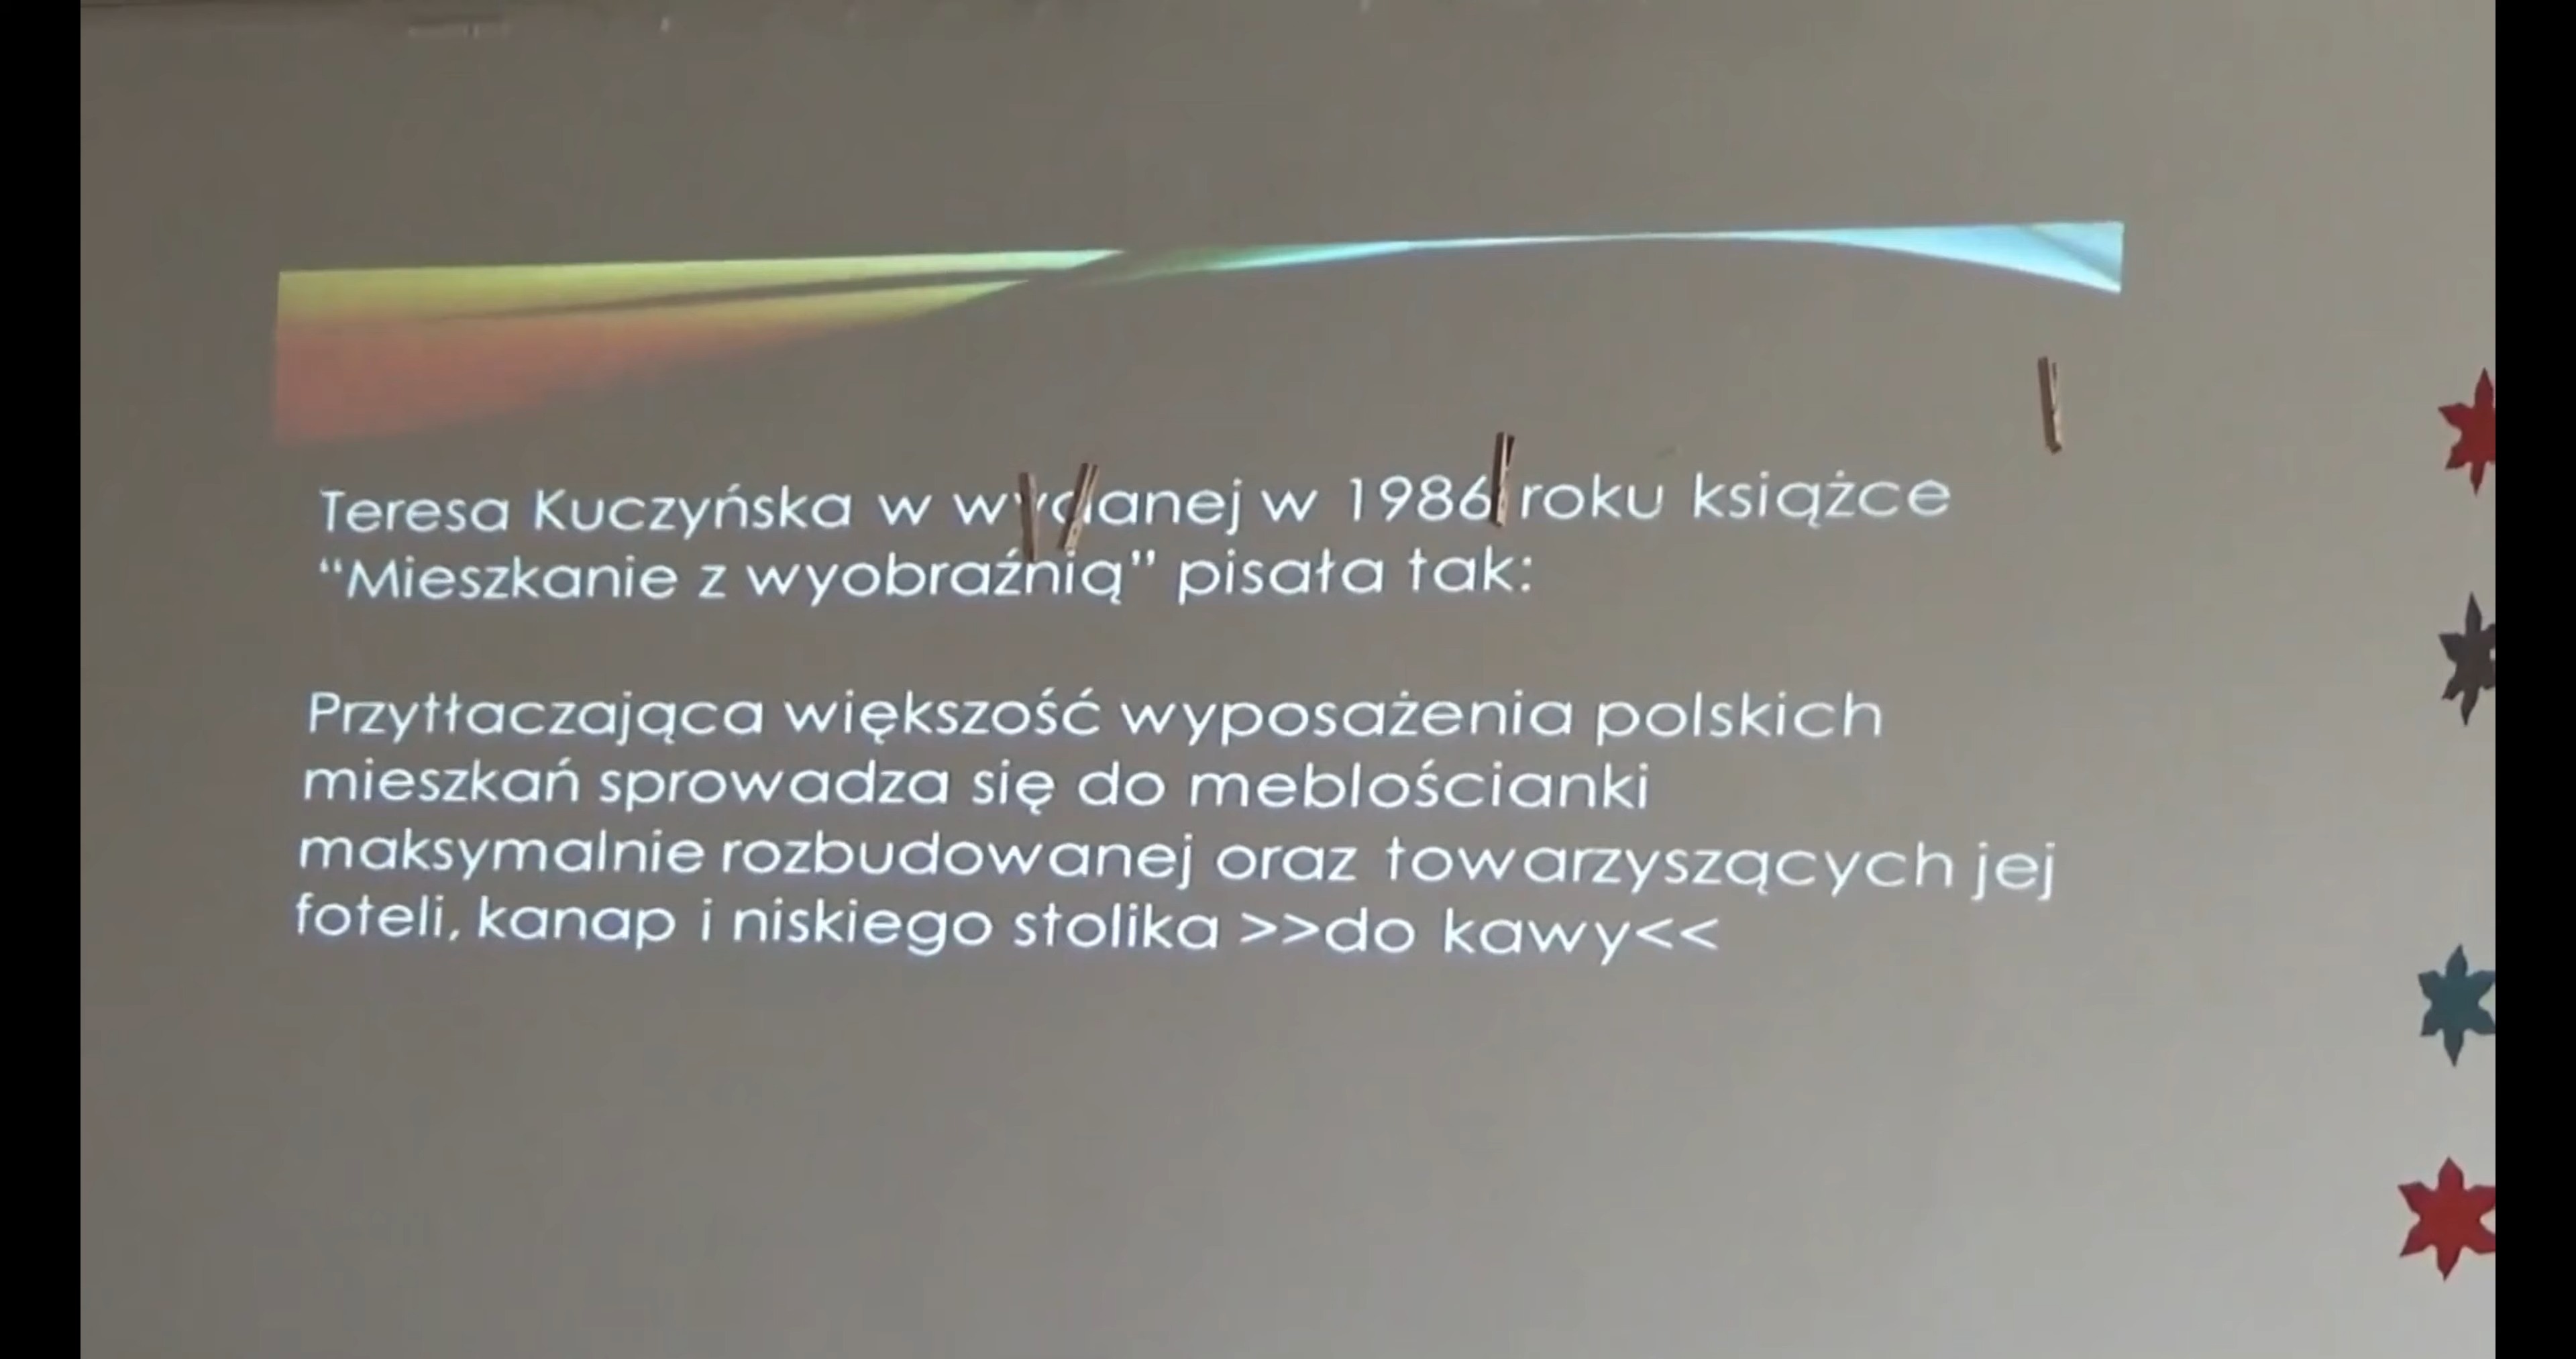 Teresa Kuczyńska w wydanej w 1986 roku książce
“Mieszkanie z wyobraźnią” pisała tak:
Przytłaczająca większość wyposażenia polskich
mieszkań sprowadza się do meblościanki
maksymalnie rozbudowanej oraz towarzyszących jej
foteli, kanap i niskiego stolika >>do kawy<<